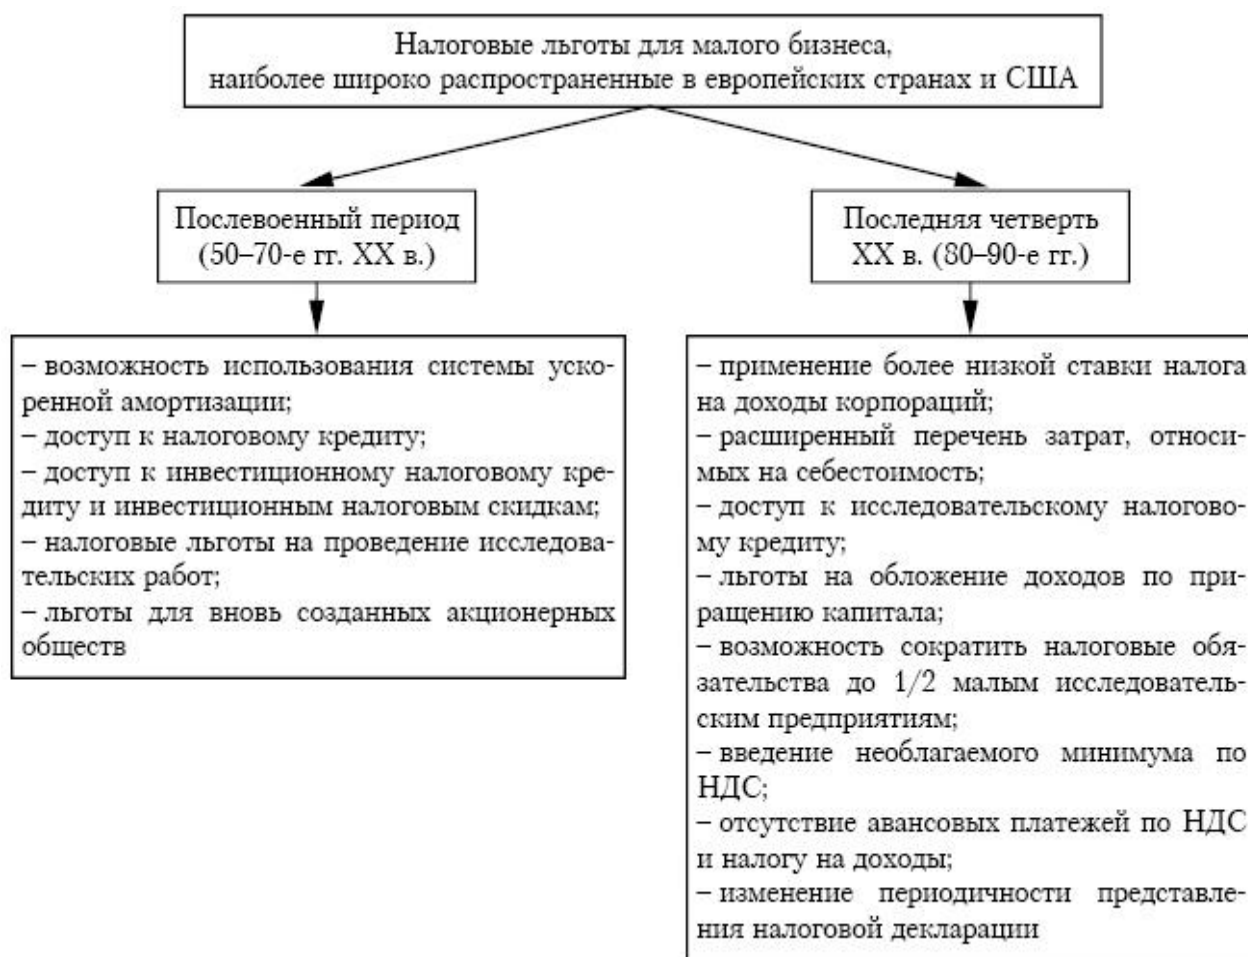 Налоговые льготы для малого бизнеса,
наиболее широко распространенные в европейских странах и США
Послевоенный период
(50–70-е гг. XX в.)
Последняя четверть
XX в. (80–90-е гг.)
– возможность использования системы уско-
ренной амортизации;
– доступ к налоговому кредиту;
– доступ к инвестиционному налоговому кре-
диту и инвестиционным налоговым скидкам;
– налоговые льготы на проведение исследова-
тельских работ;
– льготы для вновь созданных акционерных
обществ
– применение более низкой ставки налога
на доходы корпораций;
– расширенный перечень затрат, относи-
мых на себестоимость;
– доступ к исследовательскому налогово-
му кредиту;
– льготы на обложение доходов по при-
ращению капитала;
– возможность сократить налоговые обя-
зательства до 1/2 малым исследователь-
ским предприятиям;
– введение необлагаемого минимума по
НДС;
– отсутствие авансовых платежей по НДС
и налогу на доходы;
– изменение периодичности представле-
ния налоговой декларации